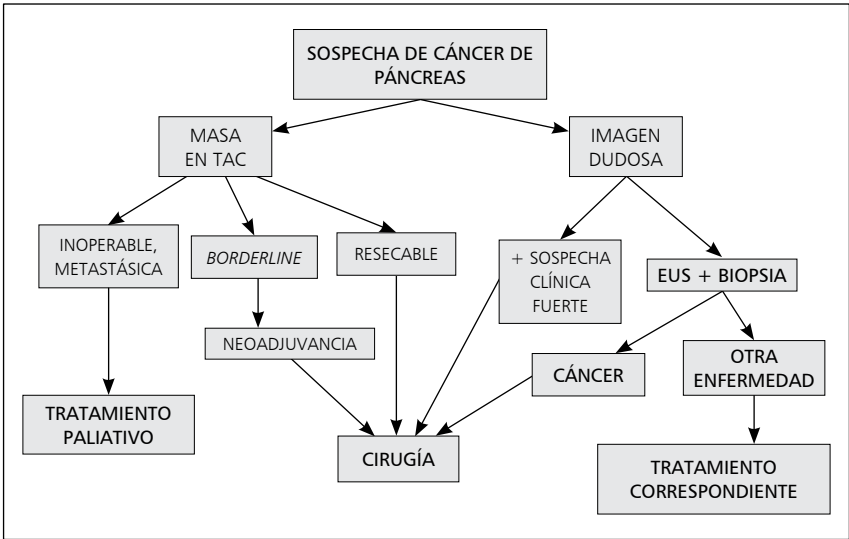 SOSPECHA DE CÁNCER DE
PÁNCREAS
MASA
EN TAC
IMAGEN
DUDOSA
INOPERABLE,
METASTÁSICA
BORDERLINE
RESECABLE
+ SOSPECHA
CLÍNICA
FUERTE
EUS + BIOPSIA
NEOADJUVANCIA
CÁNCER
OTRA
ENFERMEDAD
TRATAMIENTO
PALIATIVO
CIRUGÍA
TRATAMIENTO
CORRESPONDIENTE